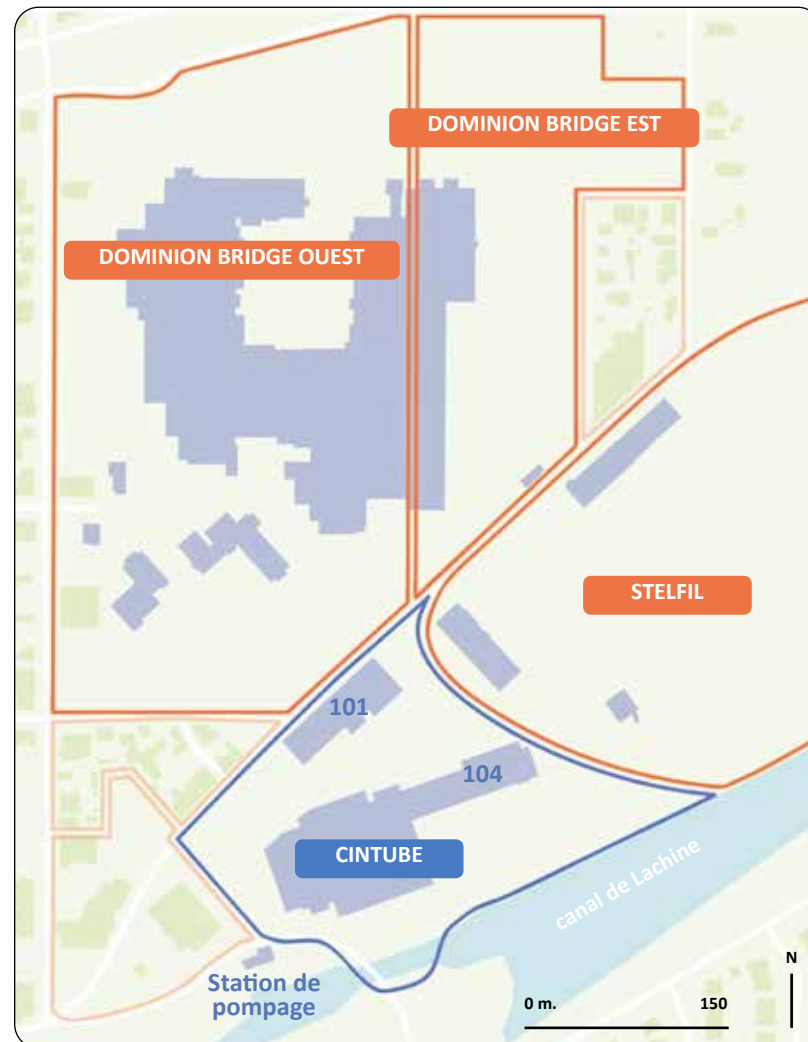 DOMINION BRIDGE EST
DOMINION BRIDGE OUEST
STELFIL
101
104
CINTUBE
canal de Lachine
Station de
pompage
0 m. 150
N